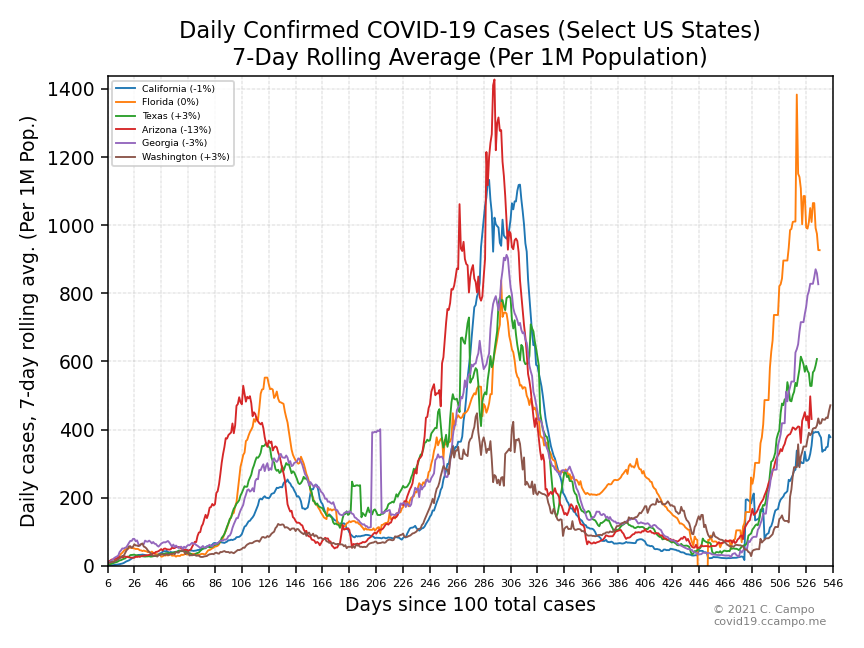 Daily Confirmed COVID-19 Cases (Select US States)
7-Day Rolling Average (Per 1M Population)
Daily cases, 7-day rolling avg. (Per 1M Pop.)
1400
1200
1000
800
600
400
200
0
California (-1%)
Florida (0%)
Texas (+3%)
Arizona (-13%)
Georgia (-3%)
Washington (+3%)
6 26 46 66 86 106 126 146 166 186 206 226 246 266 286 306 326 346 366 386 406 426 446 466 486 506 526 546
Days since 100 total cases
© 2021 C. Campo
covid19.ccampo.me